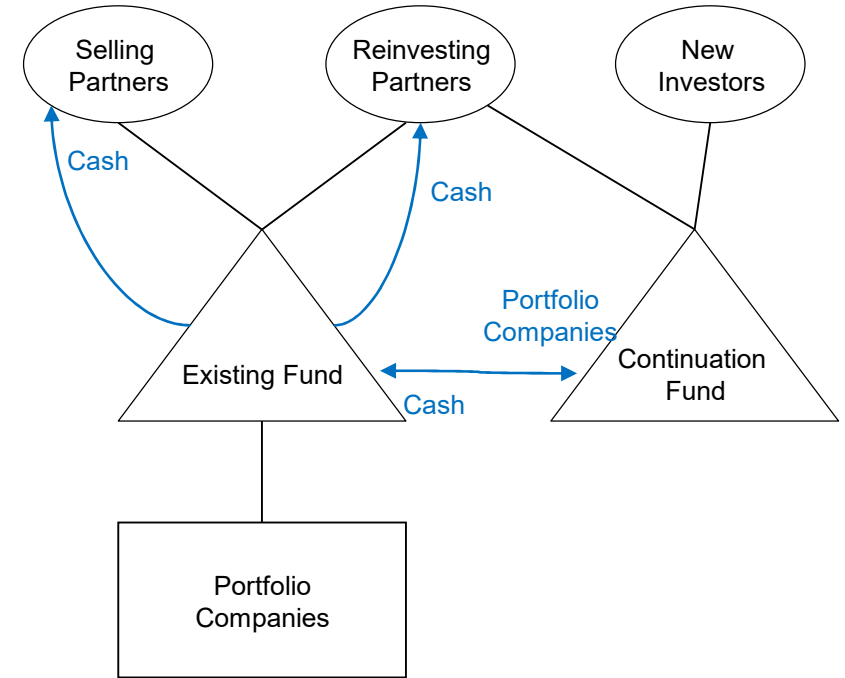 Selling
Partners
Reinvesting
Partners
New
Investors
Cash
Cash
Portfolio
Companies
Existing Fund
Cash
Continuation
Fund
Portfolio
Companies